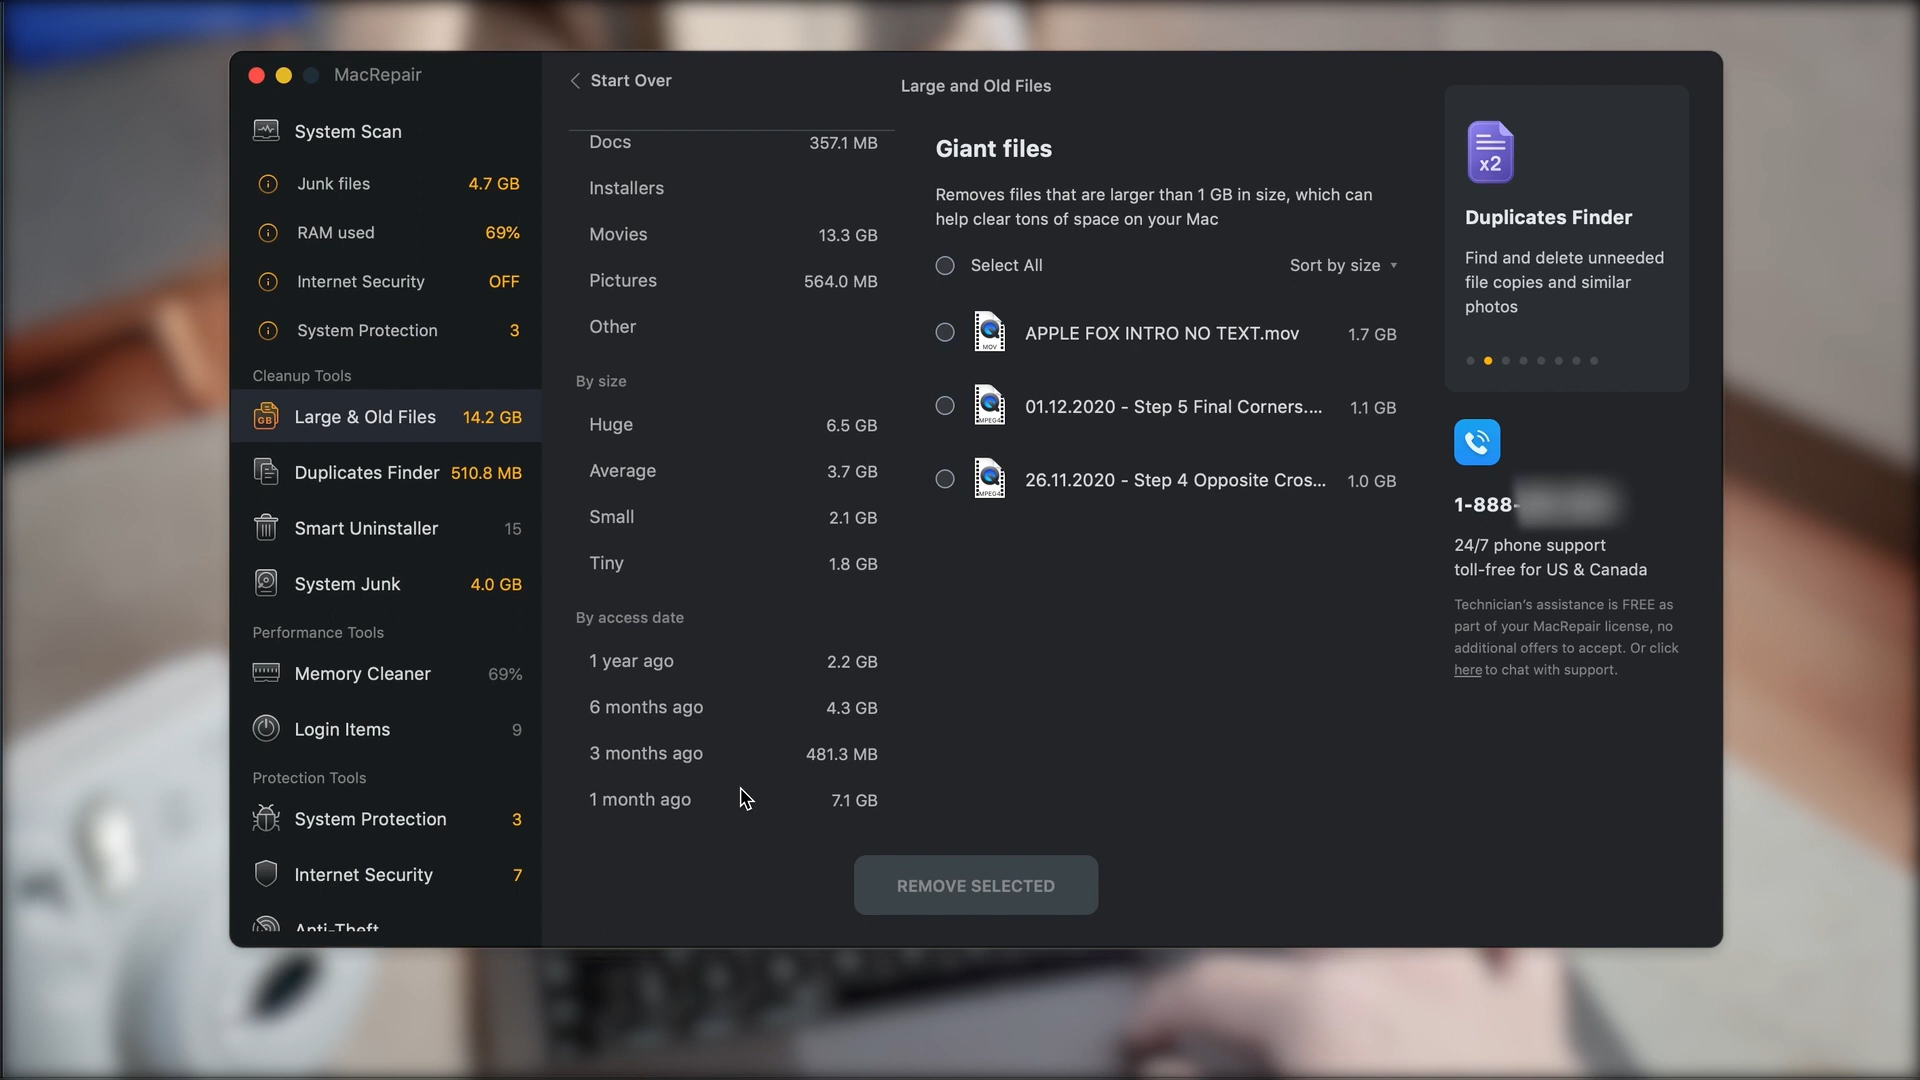 MacRepair
System Scan
Junk files 4.7 GB
RAM used 69%
Internet Security OFF
System Protection 3
Cleanup Tools
GB Large & Old Files 14.2 GB
Duplicates Finder 510.8 MB
Smart Uninstaller 15
System Junk 4.0 GB
Performance Tools
Memory Cleaner 69%
Login Items 9
Protection Tools
System Protection 3
Internet Security 7
Anti-Theft
Start Over
Docs 357.1 MB
Installers
Movies 13.3 GB
Pictures 564.0 MB
Other
By size
Huge 6.5 GB
Average 3.7 GB
Small 2.1 GB
Tiny 1.8 GB
By access date
1 year ago 2.2 GB
6 months ago 4.3 GB
3 months ago 481.3 MB
1 month ago 7.1 GB
Large and Old Files
Giant files
Removes files that are larger than 1 GB in size, which can
help clear tons of space on your Mac
Select All Sort by size
MOV APPLE FOX INTRO NO TEXT.mov 1.7 GB
MPEG4 01.12.2020 - Step 5 Final Corners.... 1.1 GB
MPEG4 26.11.2020 - Step 4 Opposite Cros... 1.0 GB
REMOVE SELECTED
x2
Duplicates Finder
Find and delete unneeded
file copies and similar
photos
1-888-
24/7 phone support
toll-free for US & Canada
Technician's assistance is FREE as
part of your MacRepair license, no
additional offers to accept. Or click
here to chat with support.